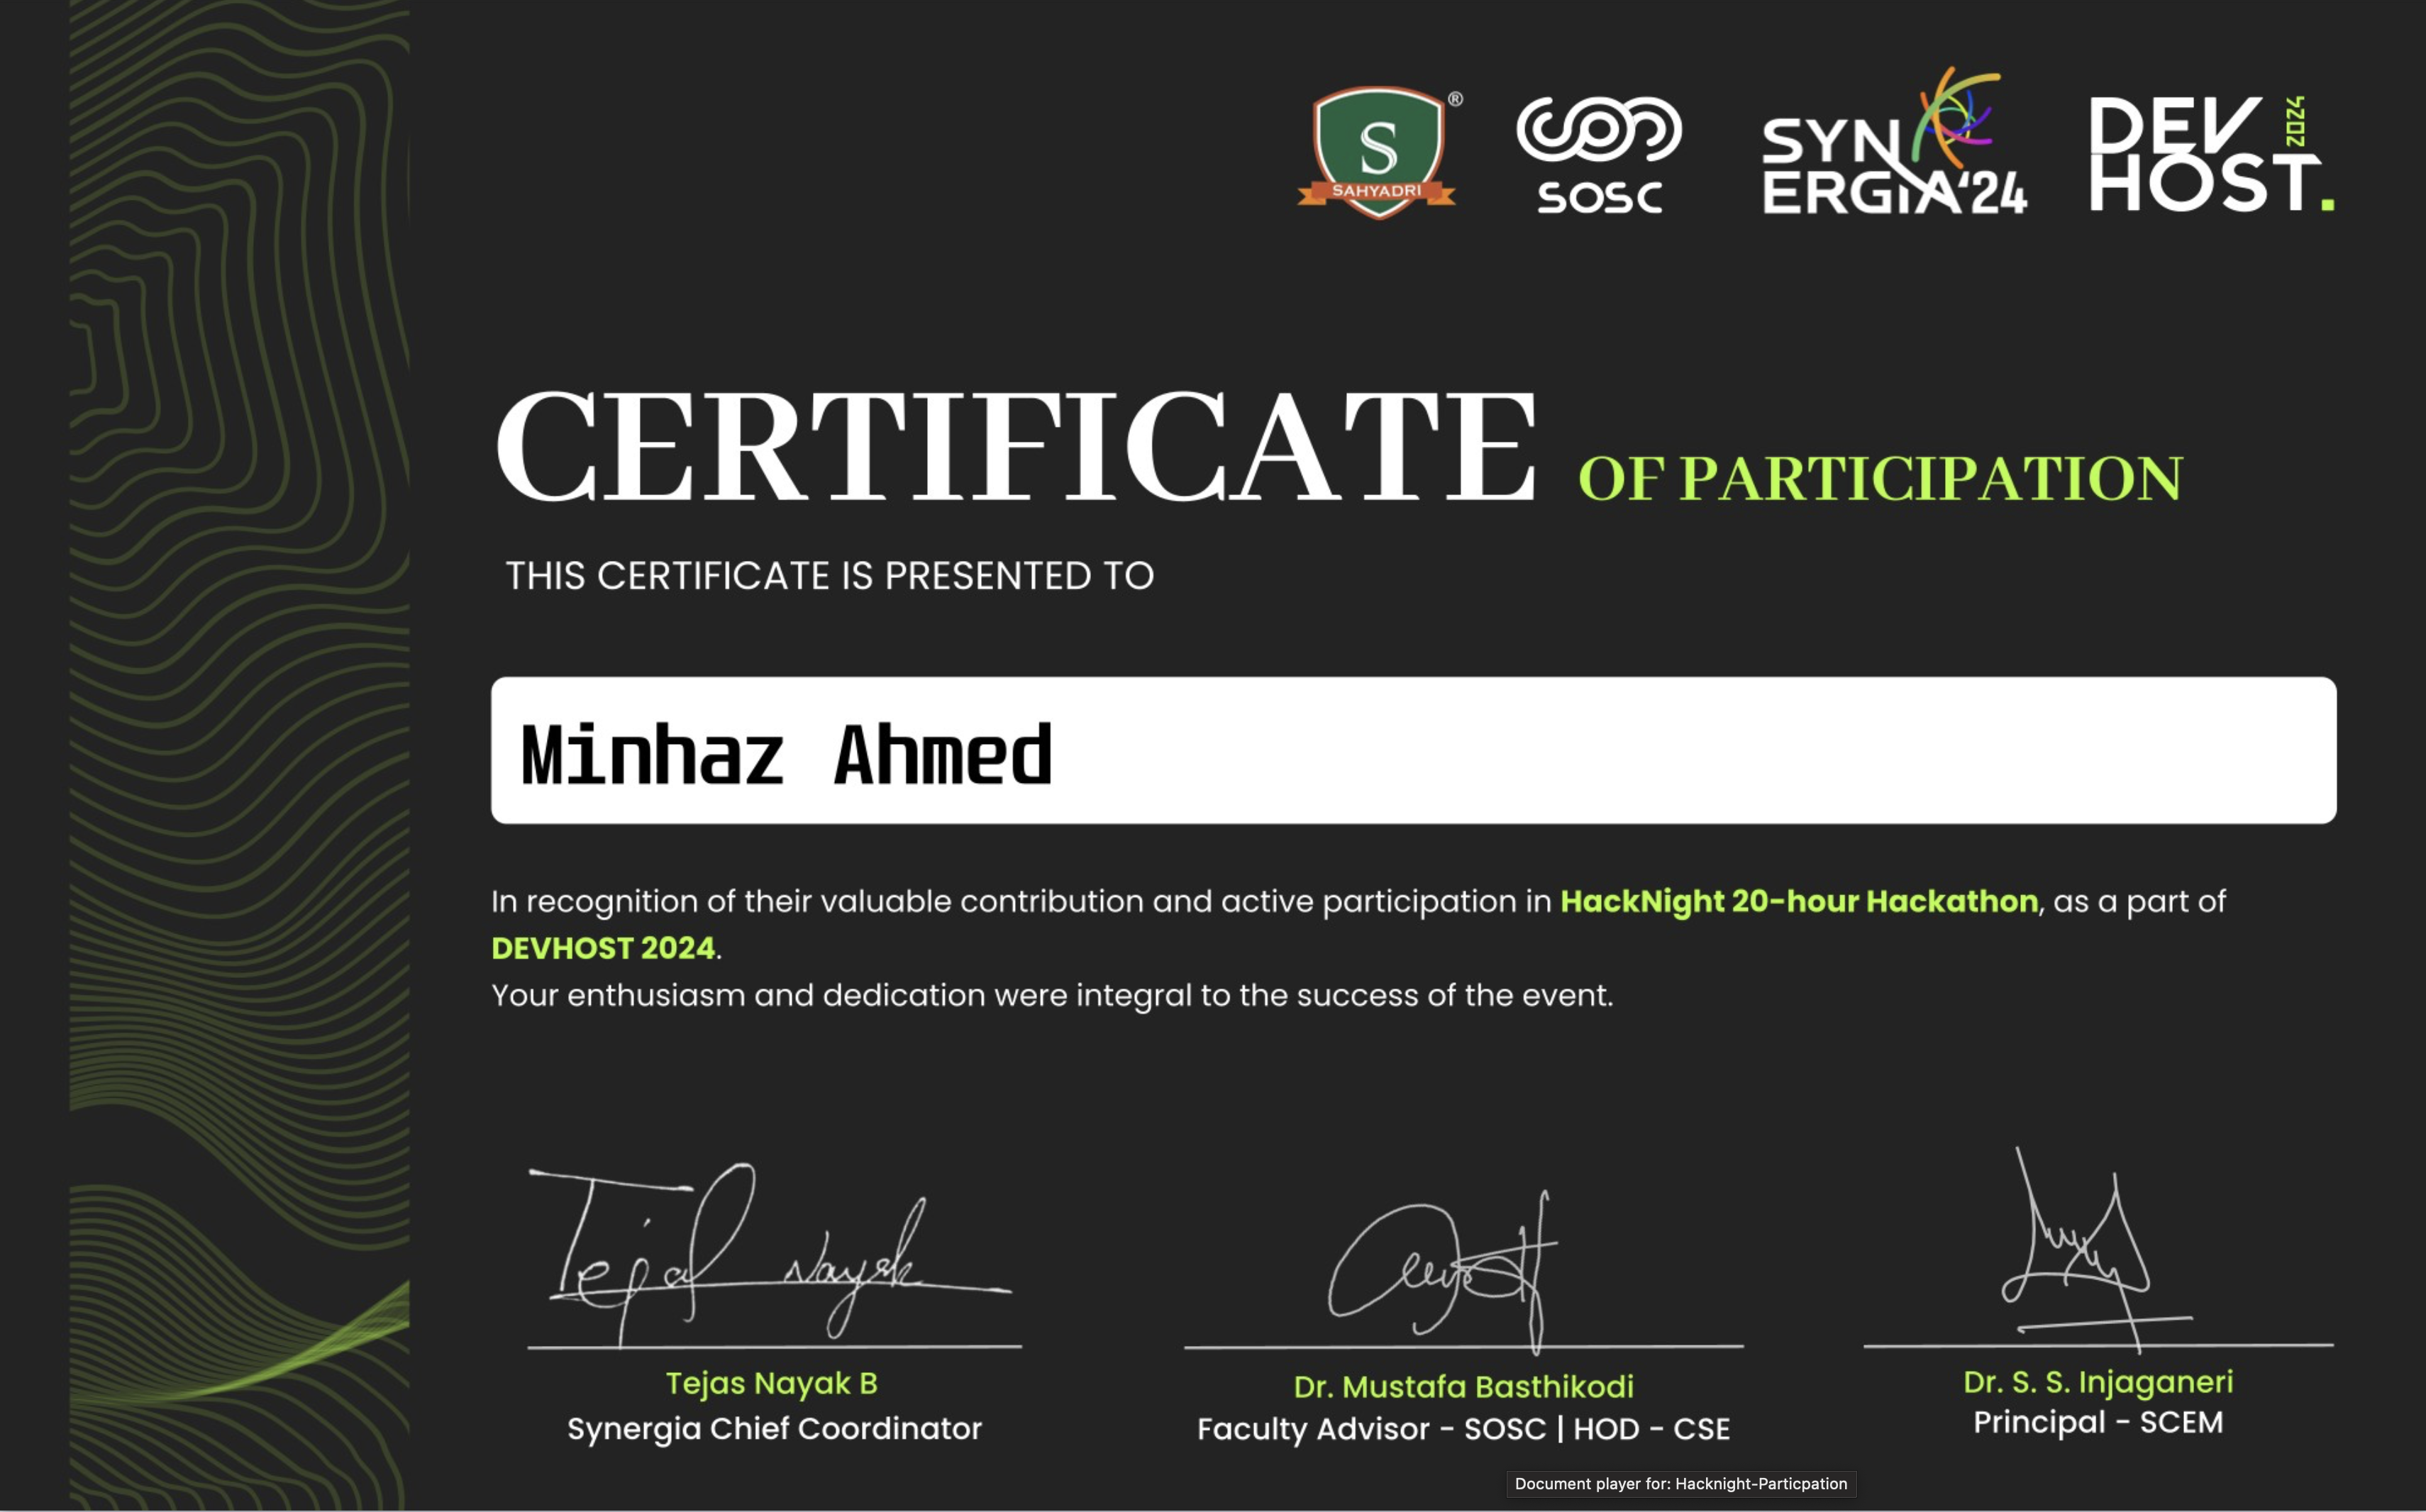 S
SAHYADRI
®
SOSC
SYN
ERGIA'24
DEV
HOST.
2024
CERTIFICATE OF PARTICIPATION
THIS CERTIFICATE IS PRESENTED TO
Minhaz Ahmed
In recognition of their valuable contribution and active participation in HackNight 20-hour Hackathon, as a part of
DEVHOST 2024.
Your enthusiasm and dedication were integral to the success of the event.
Tejas Nayak
Tejas Nayak B
Synergia Chief Coordinator
Dr. Mustafa Basthikodi
Faculty Advisor - SOSC | HOD - CSE
Dr. S. S. Injaganeri
Principal - SCEM
Document player for: Hacknight-Particpation